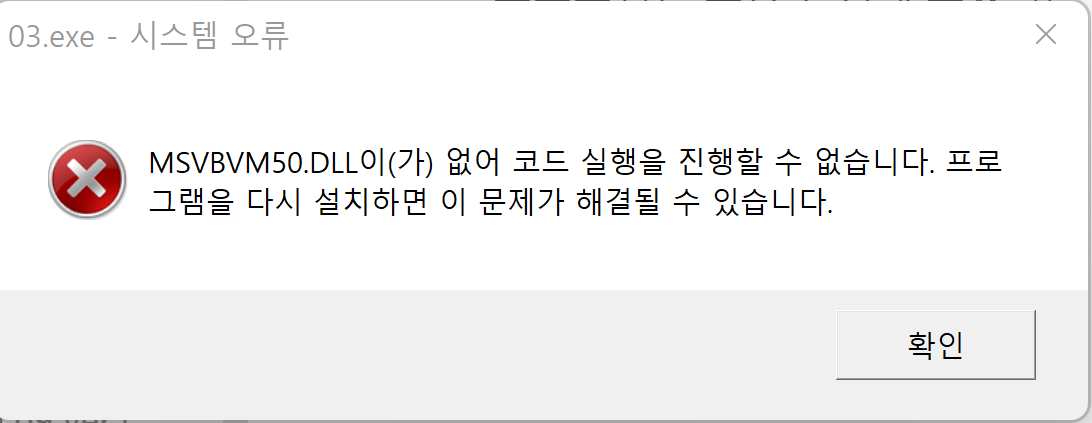 03.exe - 시스템 오류
MSVBVM50.DLL이(가) 없어 코드 실행을 진행할 수 없습니다. 프로
그램을 다시 설치하면 이 문제가 해결될 수 있습니다.
확인